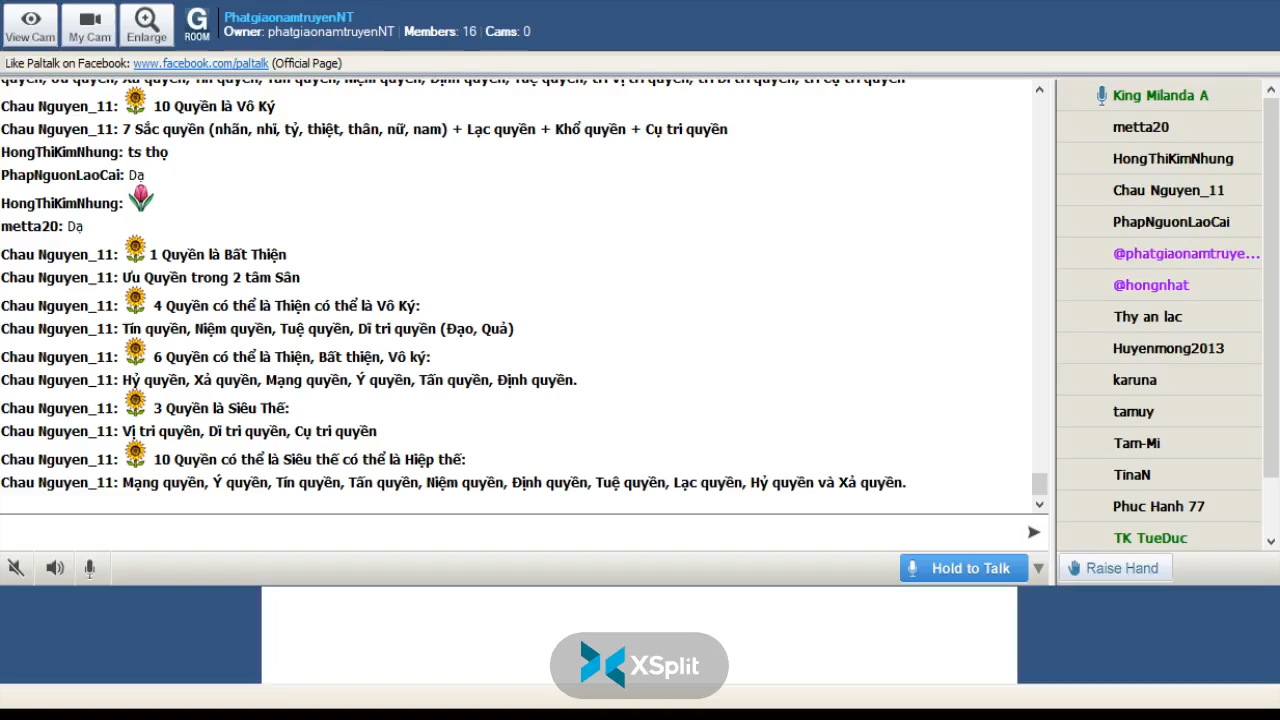 View Cam
My Cam
Enlarge
G ROOM
PhatgiaonamtruyenNT
Owner: phatgiaonamtruyenNT Members: 16 Cams: 0
Like Paltalk on Facebook: www.facebook.com/paltalk (Official Page)
Chau Nguyen_11: 10 Quyền là Vô Ký
Chau Nguyen_11: 7 Sắc quyền (nhãn, nhĩ, tỷ, thiệt, thân, nữ, nam) + Lạc quyền + Khổ quyền + Cụ tri quyền
HongThiKimNhung: ts thọ
PhapNguonLaoCai: Dạ
HongThiKimNhung:
metta20: Dạ
Chau Nguyen_11: 1 Quyền là Bất Thiện
Chau Nguyen_11: Ưu Quyền trong 2 tâm Sân
Chau Nguyen_11: 4 Quyền có thể là Thiện có thể là Vô Ký:
Chau Nguyen_11: Tín quyền, Niệm quyền, Tuệ quyền, Dĩ tri quyền (Đạo, Quả)
Chau Nguyen_11: 6 Quyền có thể là Thiện, Bất thiện, Vô ký:
Chau Nguyen_11: Hỷ quyền, Xả quyền, Mạng quyền, Ý quyền, Tấn quyền, Định quyền.
Chau Nguyen_11: 3 Quyền là Siêu Thế:
Chau Nguyen_11: Vị tri quyền, Dĩ tri quyền, Cụ tri quyền
Chau Nguyen_11: 10 Quyền có thể là Siêu thế có thể là Hiệp thế:
Chau Nguyen_11: Mạng quyền, Ý quyền, Tín quyền, Tấn quyền, Niệm quyền, Định quyền, Tuệ quyền, Lạc quyền, Hỷ quyền và Xả quyền.
King Milanda A
metta20
HongThiKimNhung
Chau Nguyen_11
PhapNguonLaoCai
@phatgiaonamtruye...
@hongnhat
Thy an lac
Huyenmong2013
karuna
tamuy
Tam-Mi
TinaN
Phuc Hanh 77
TK TueDuc
Hold to Talk
Raise Hand
XSplit